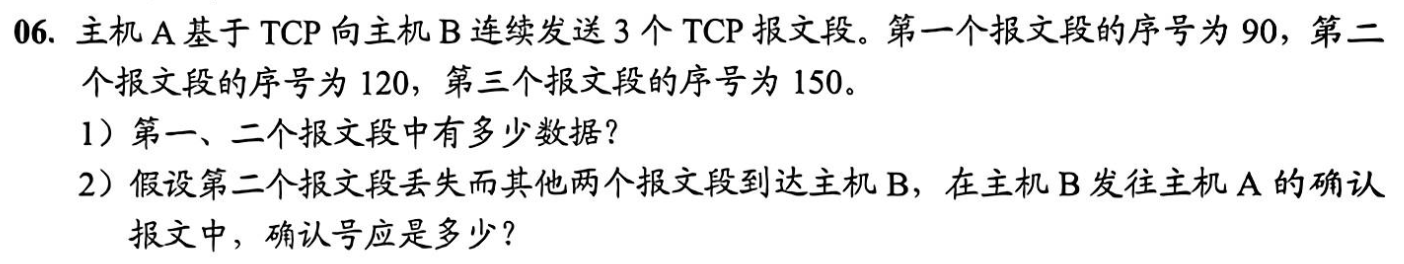 06. 主机 A 基于 TCP 向主机 B 连续发送 3 个 TCP 报文段。第一个报文段的序号为 90，第二
个报文段的序号为 120，第三个报文段的序号为 150。
1）第一、二个报文段中有多少数据？
2）假设第二个报文段丢失而其他两个报文段到达主机 B，在主机 B 发往主机 A 的确认
报文中，确认号应是多少？